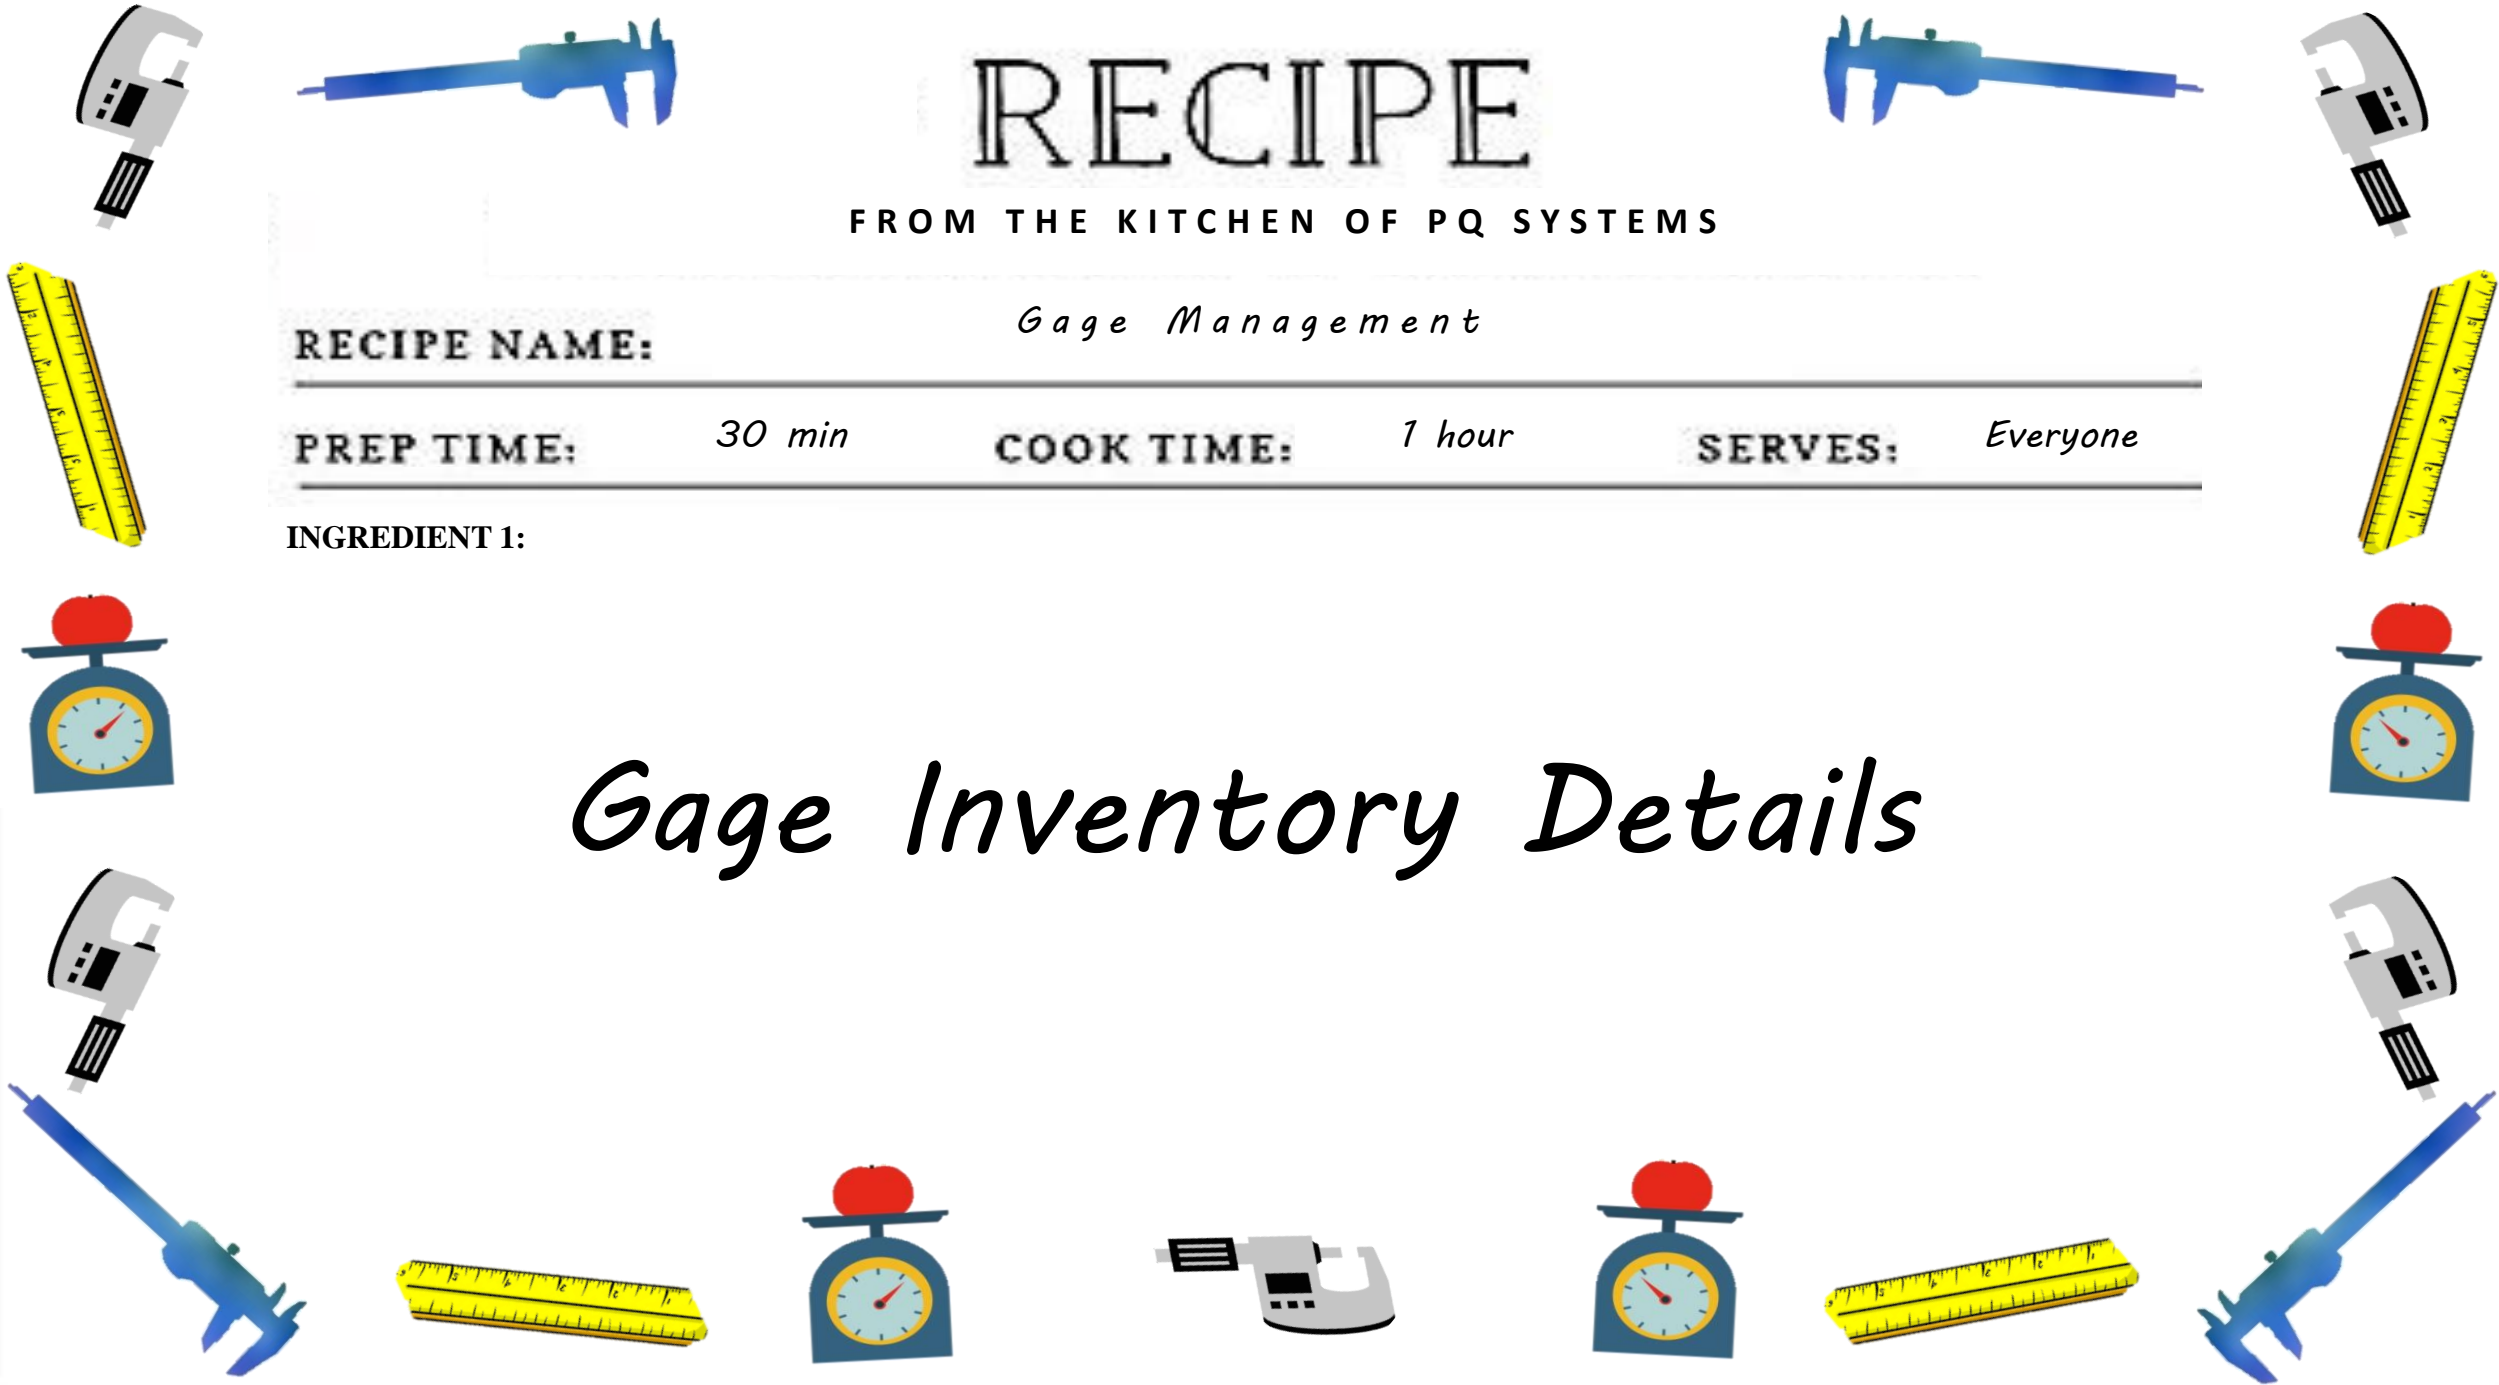 RECIPE
FROM THE KITCHEN OF PQ SYSTEMS
RECIPE NAME: Gage Management
PREP TIME: 30 min COOK TIME: 1 hour SERVES: Everyone
INGREDIENT 1:
Gage Inventory Details